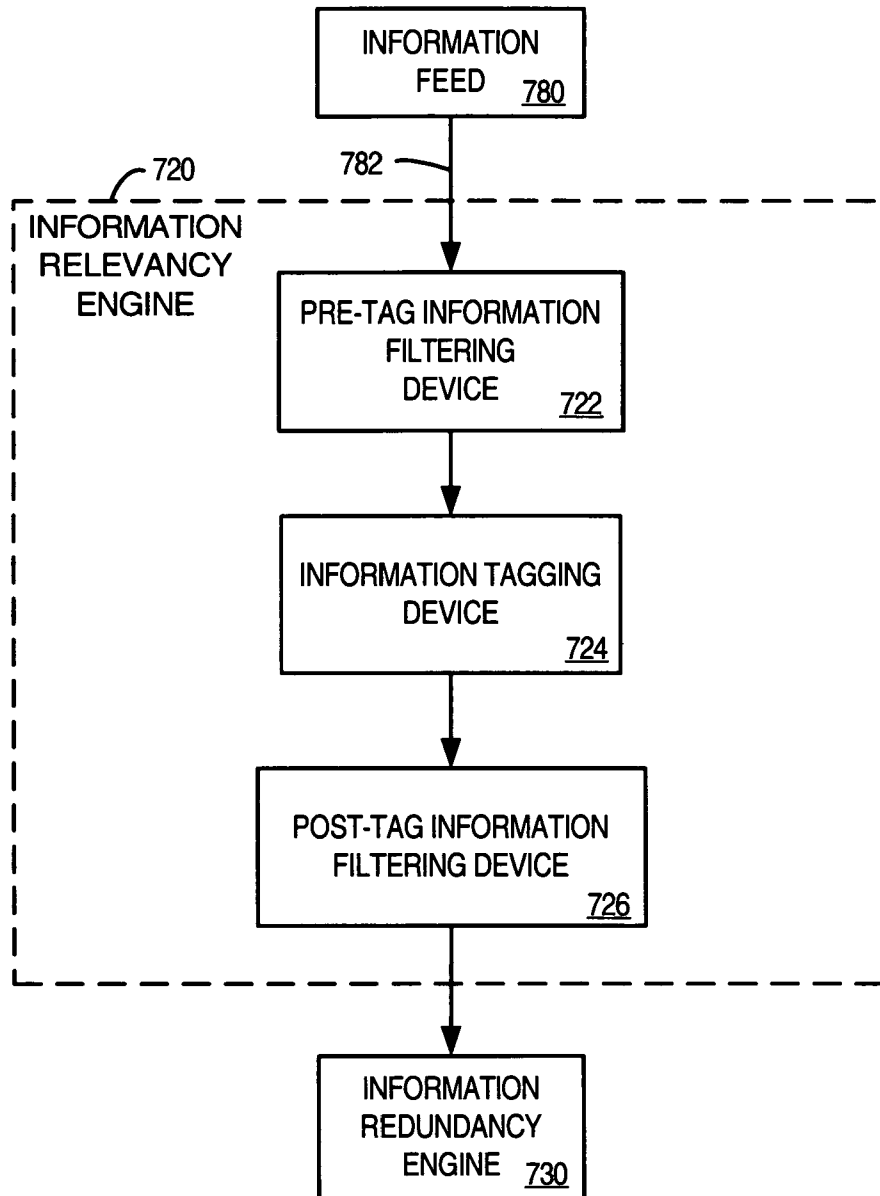 INFORMATION
FEED
780
782
720
INFORMATION
RELEVANCY
ENGINE
PRE-TAG INFORMATION
FILTERING
DEVICE
722
INFORMATION TAGGING
DEVICE
724
POST-TAG INFORMATION
FILTERING DEVICE
726
INFORMATION
REDUNDANCY
ENGINE
730